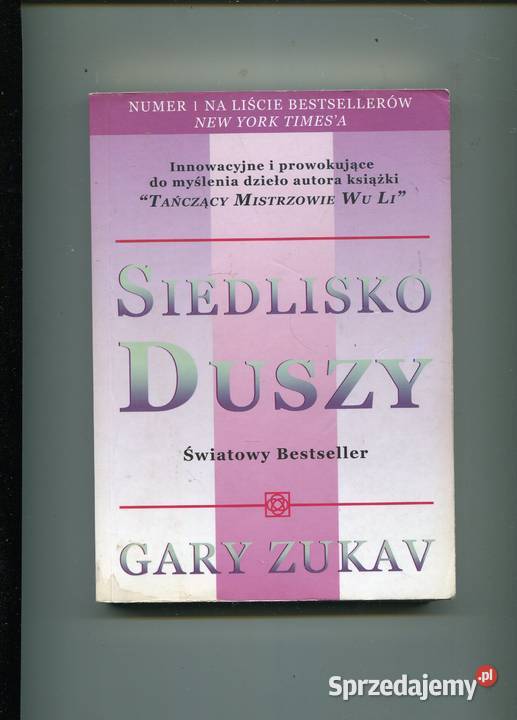 NUMER I NA LIŚCIE BESTSELLERÓW
NEW YORK TIMES'A
Innowacyjne i prowokujące
do myślenia dzieło autora książki
“TAŃCZĄCY MISTRZOWIE WU LI”
SIEDLISKO
DUSZY
Światowy Bestseller
GARY ZUKAV
Sprzedajemy.pl